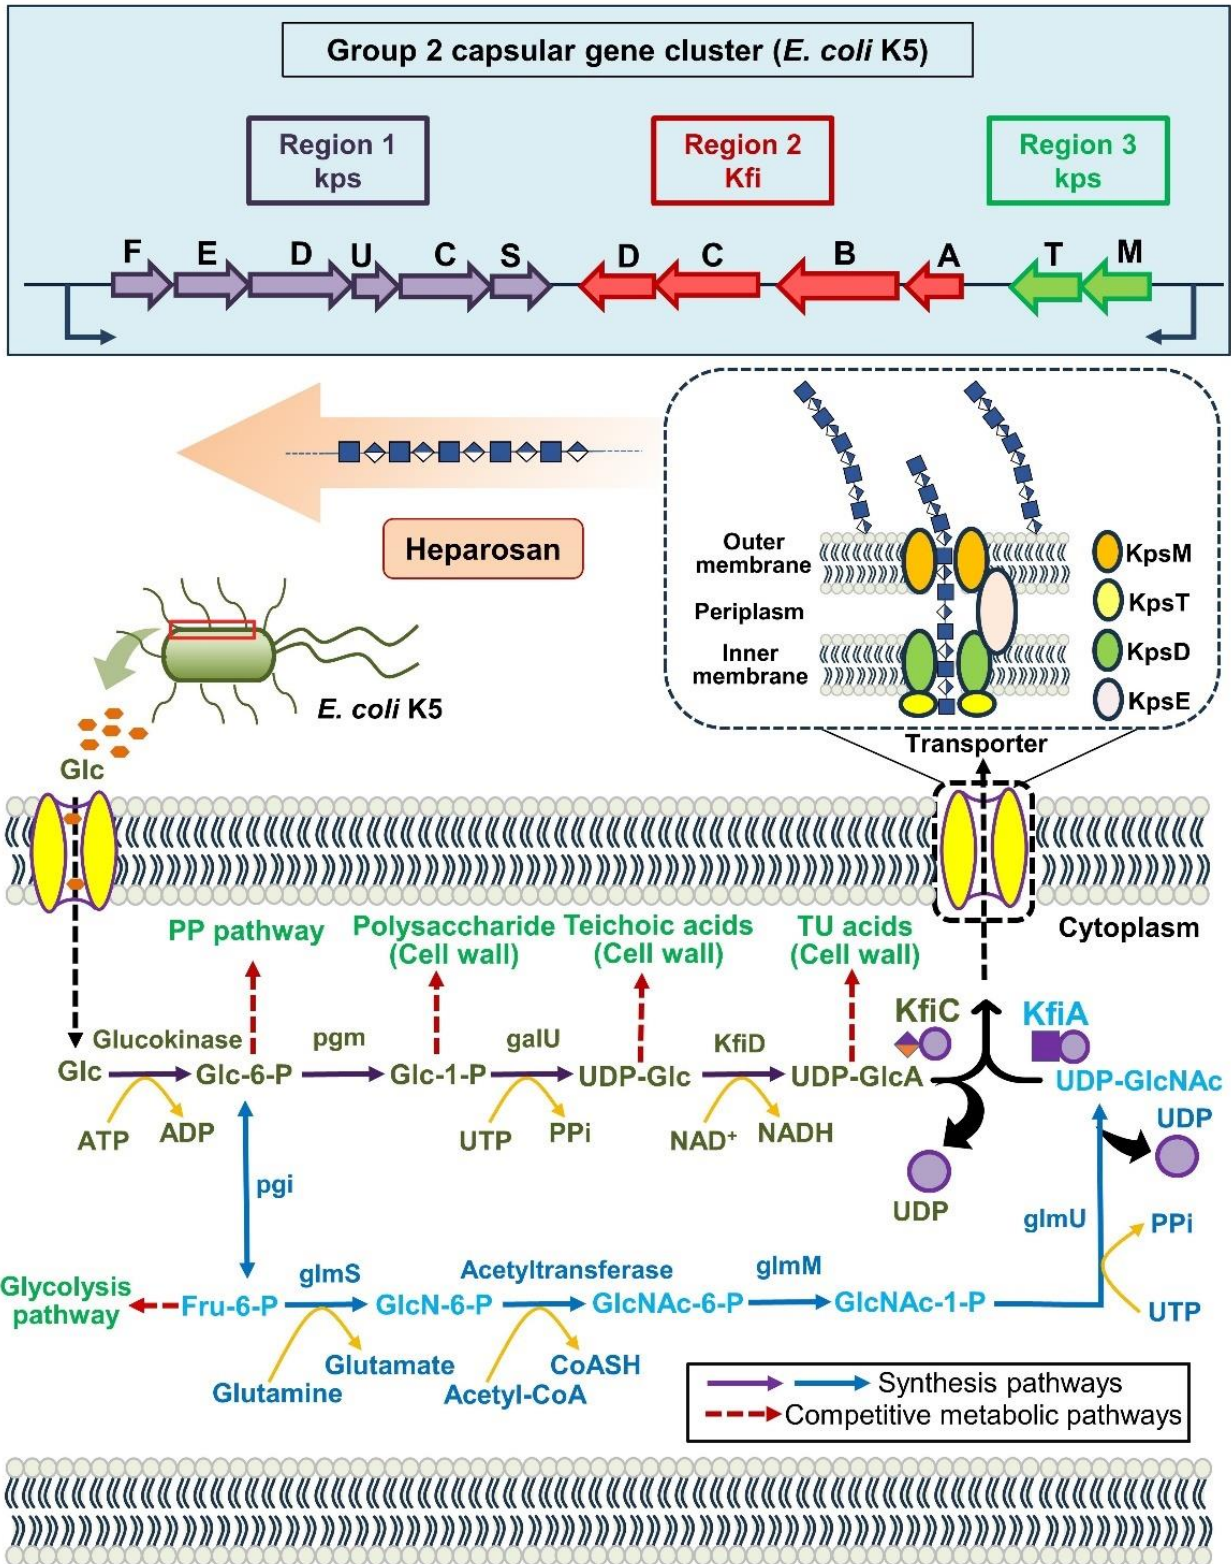 Group 2 capsular gene cluster (E. coli K5)
Region 1
kps
Region 2
Kfi
Region 3
kps
F E D U C S D C B A T M
Heparosan
Outer
membrane
Periplasm
Inner
membrane
KpsM
KpsT
KpsD
KpsE
E. coli K5
Transporter
Glc
Cytoplasm
PP pathway
Polysaccharide
(Cell wall)
Teichoic acids
(Cell wall)
TU acids
(Cell wall)
KfiC
KfiA
Glucokinase
pgm
galU
KfiD
Glc
Glc-6-P
Glc-1-P
UDP-Glc
UDP-GlcA
UDP-GlcNAc
ATP
ADP
UTP
PPi
NAD+
NADH
UDP
UDP
pgi
glmU
PPi
UTP
Glycolysis
pathway
glmS
Acetyltransferase
glmM
Fru-6-P
GlcN-6-P
GlcNAc-6-P
GlcNAc-1-P
Glutamine
Glutamate
Acetyl-CoA
CoASH
Synthesis pathways
Competitive metabolic pathways